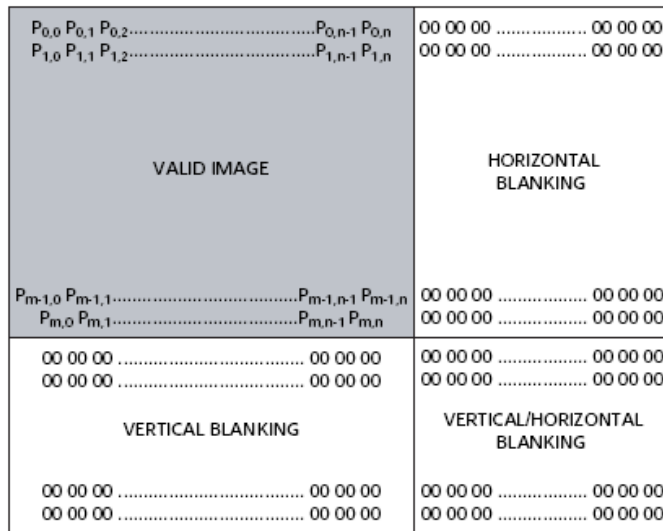 P0,0 P0,1 P0,2.....................................P0,n-1 P0,n
P1,0 P1,1 P1,2.....................................P1,n-1 P1,n
VALID IMAGE
Pm-1,0 Pm-1,1.....................................Pm-1,n-1 Pm-1,n
Pm,0 Pm,1.....................................Pm,n-1 Pm,n
00 00 00 .................. 00 00 00
00 00 00 .................. 00 00 00
HORIZONTAL
BLANKING
00 00 00 .................. 00 00 00
00 00 00 .................. 00 00 00
00 00 00 ..................................... 00 00 00
00 00 00 ..................................... 00 00 00
VERTICAL BLANKING
00 00 00 ..................................... 00 00 00
00 00 00 ..................................... 00 00 00
00 00 00 .................. 00 00 00
00 00 00 .................. 00 00 00
VERTICAL/HORIZONTAL
BLANKING
00 00 00 .................. 00 00 00
00 00 00 .................. 00 00 00